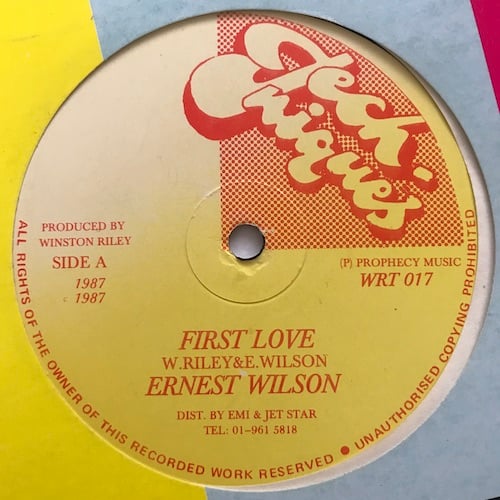 Tech-
niques
PRODUCED BY
WINSTON RILEY
SIDE A
1987
c 1987
(P) PROPHECY MUSIC
WRT 017
FIRST LOVE
W.RILEY&E.WILSON
ERNEST WILSON
DIST. BY EMI & JET STAR
TEL: 01-961 5818
ALL RIGHTS OF THE OWNER OF THIS RECORDED WORK RESERVED • UNAUTHORISED COPYING PROHIBITED